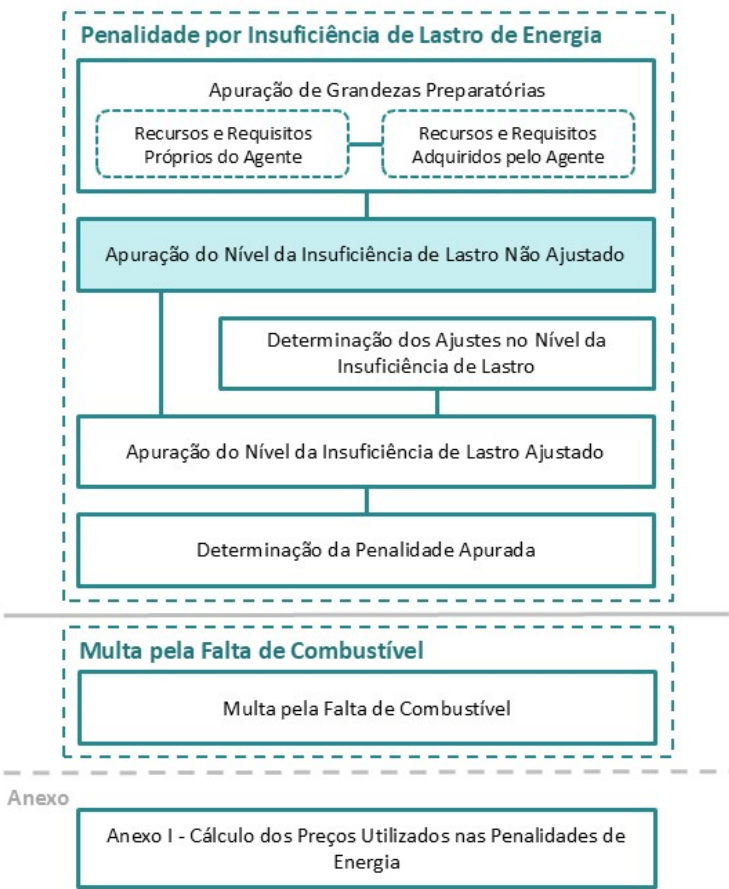 Penalidade por Insuficiência de Lastro de Energia
Apuração de Grandezas Preparatórias
Recursos e Requisitos
Próprios do Agente
Recursos e Requisitos
Adquiridos pelo Agente
Apuração do Nível da Insuficiência de Lastro Não Ajustado
Determinação dos Ajustes no Nível da
Insuficiência de Lastro
Apuração do Nível da Insuficiência de Lastro Ajustado
Determinação da Penalidade Apurada
Multa pela Falta de Combustível
Multa pela Falta de Combustível
Anexo
Anexo I - Cálculo dos Preços Utilizados nas Penalidades de
Energia